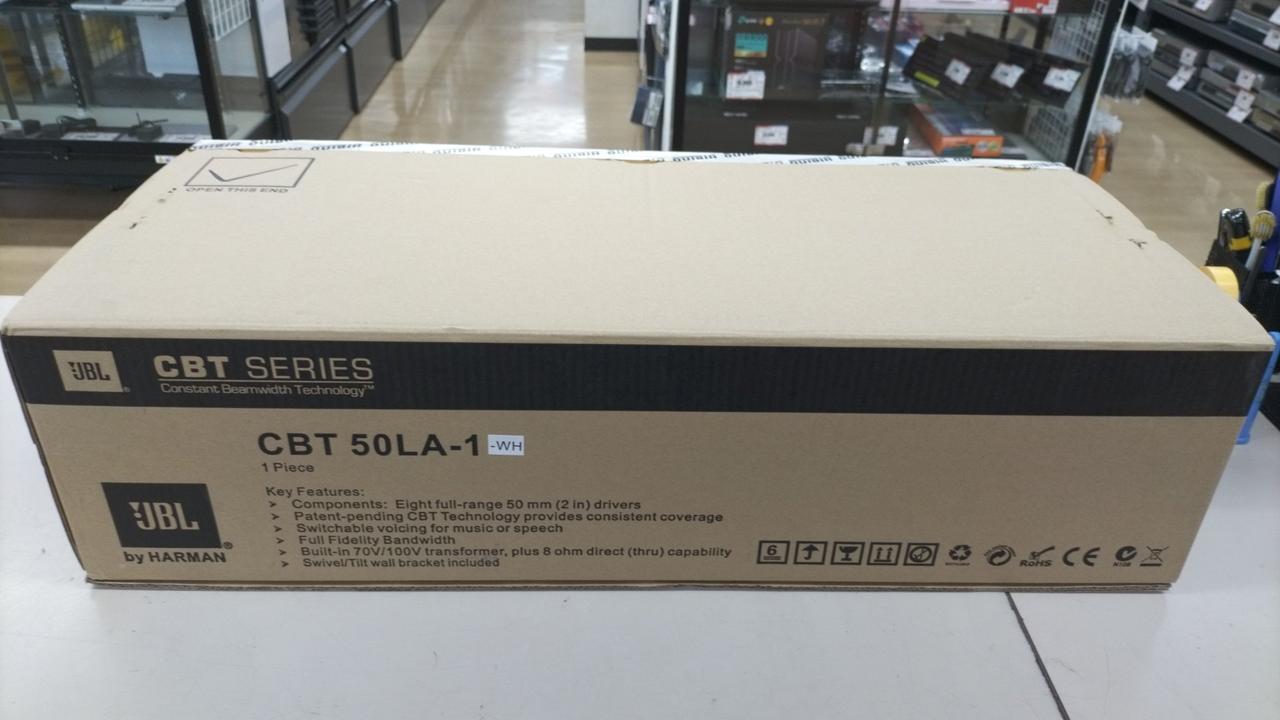 OPEN THIS END
JBL
CBT SERIES
Constant Beamwidth Technology™
CBT 50LA-1 -WH
1 Piece
Key Features:
➤ Components: Eight full-range 50 mm (2 in) drivers
➤ Patent-pending CBT Technology provides consistent coverage
➤ Switchable voicing for music or speech
➤ Full Fidelity Bandwidth
➤ Built-in 70V/100V transformer, plus 8 ohm direct (thru) capability
➤ Swivel/Tilt wall bracket included
JBL®
by HARMAN
6
RoHS
CE
N108